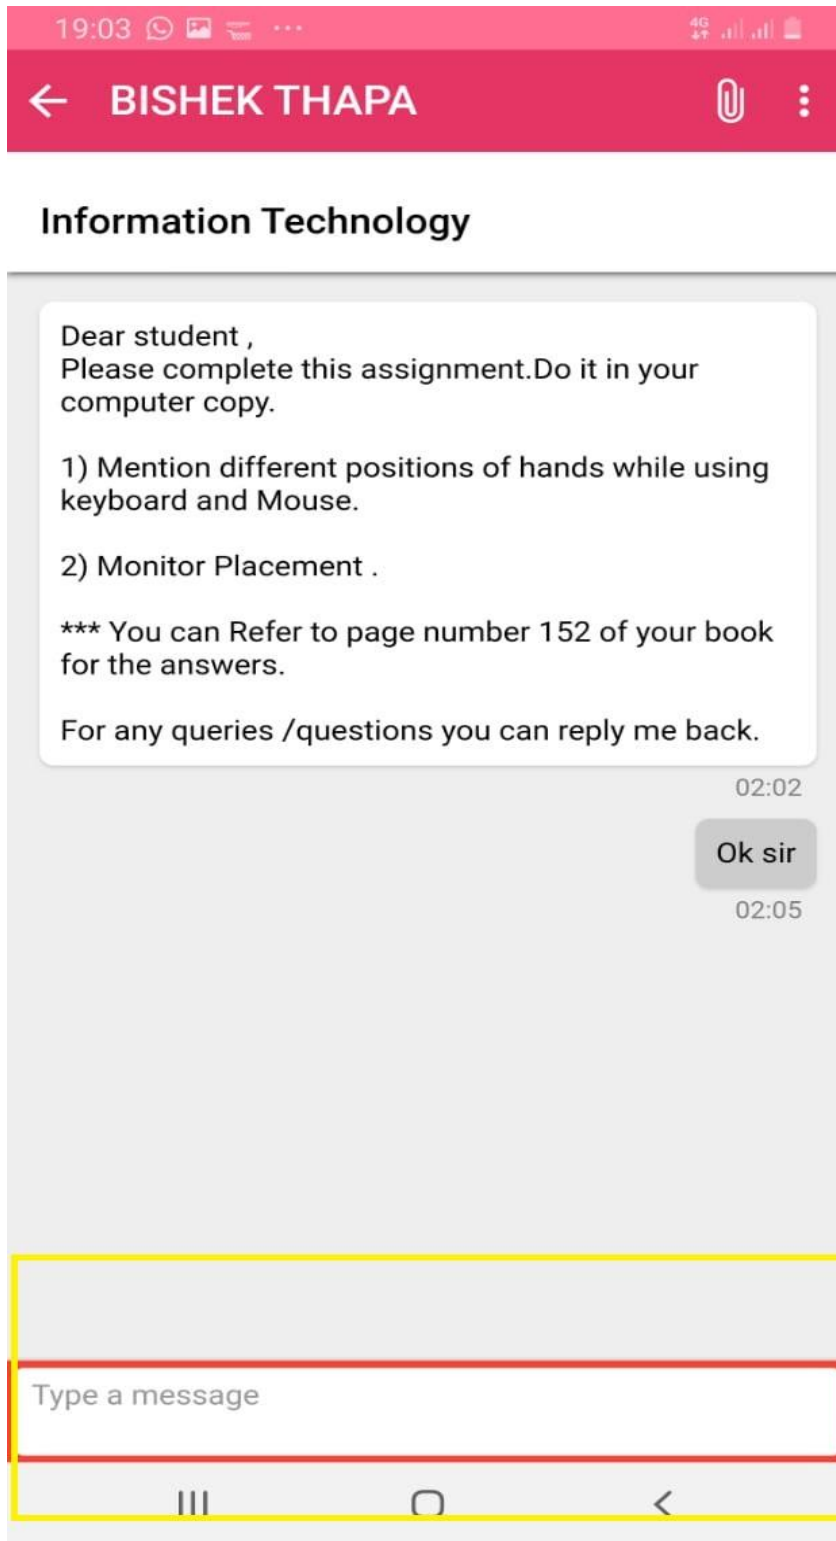 19:03
4G
BISHEK THAPA
Information Technology
Dear student ,
Please complete this assignment.Do it in your
computer copy.
1) Mention different positions of hands while using
keyboard and Mouse.
2) Monitor Placement .
*** You can Refer to page number 152 of your book
for the answers.
For any queries /questions you can reply me back.
02:02
Ok sir
02:05
Type a message